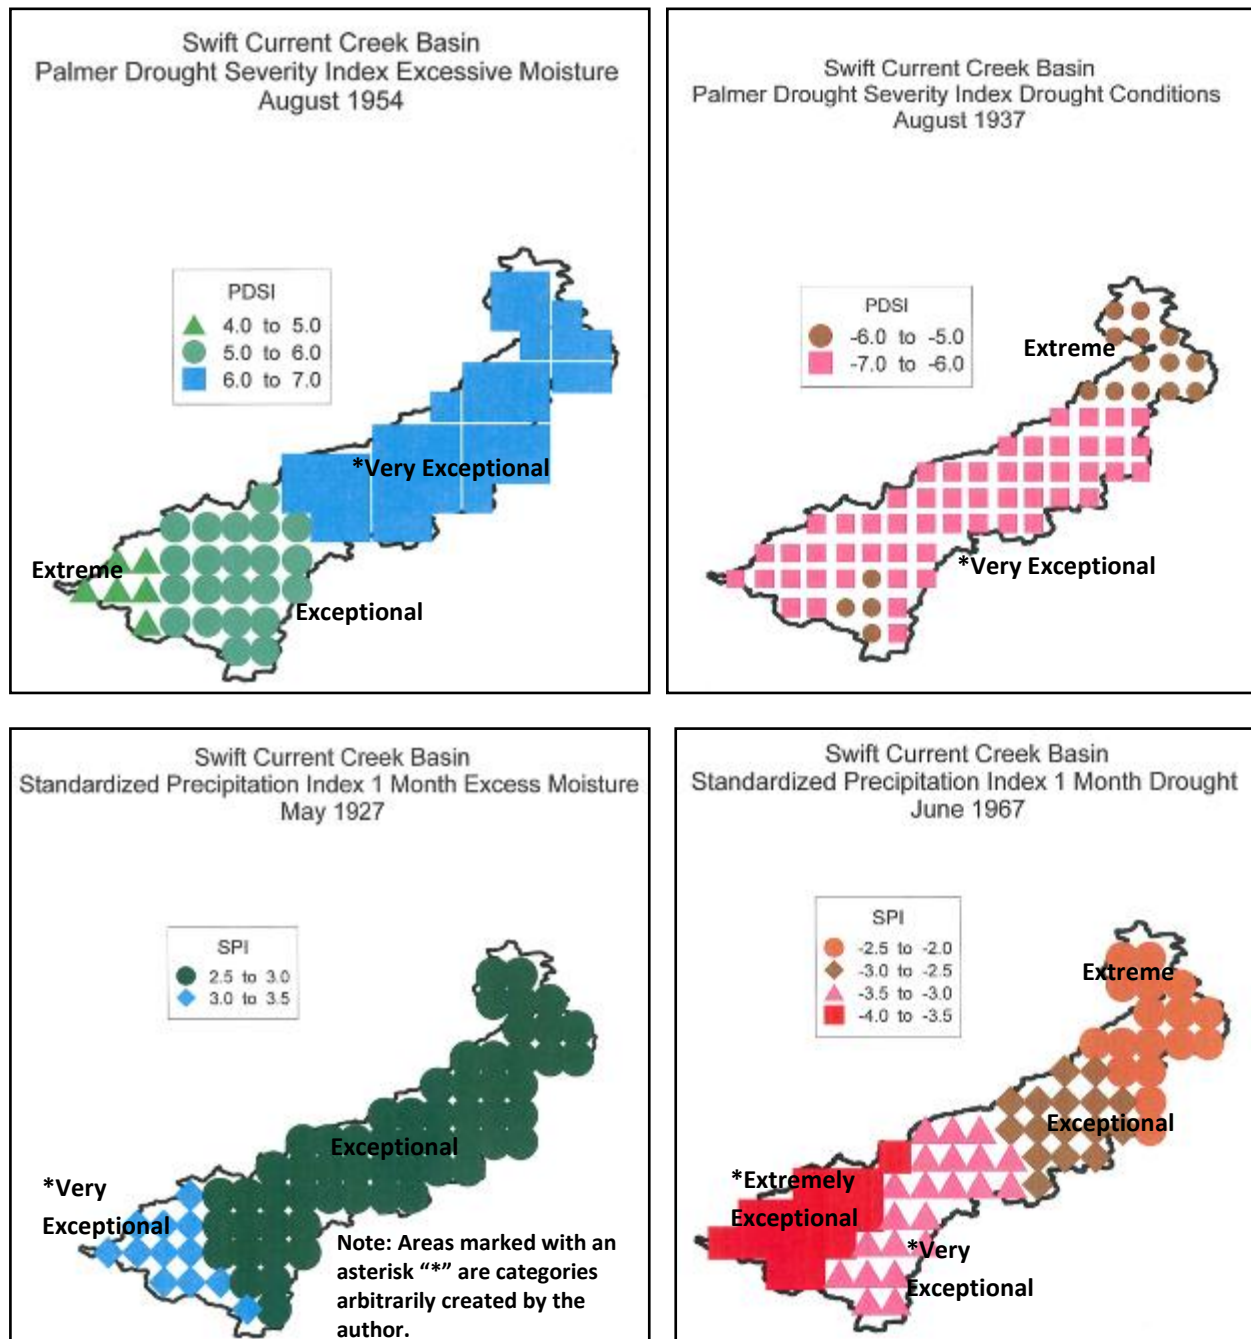 Swift Current Creek Basin
Palmer Drought Severity Index Excessive Moisture
August 1954
PDSI
4.0 to 5.0
5.0 to 6.0
6.0 to 7.0
*Very Exceptional
Extreme
Exceptional
Swift Current Creek Basin
Palmer Drought Severity Index Drought Conditions
August 1937
PDSI
-6.0 to -5.0
-7.0 to -6.0
Extreme
*Very Exceptional
Swift Current Creek Basin
Standardized Precipitation Index 1 Month Excess Moisture
May 1927
SPI
2.5 to 3.0
3.0 to 3.5
Exceptional
*Very
Exceptional
Note: Areas marked with an
asterisk “*” are categories
arbitrarily created by the
author.
Swift Current Creek Basin
Standardized Precipitation Index 1 Month Drought
June 1967
SPI
-2.5 to -2.0
-3.0 to -2.5
-3.5 to -3.0
-4.0 to -3.5
Extreme
Exceptional
*Extremely
Exceptional
*Very
Exceptional